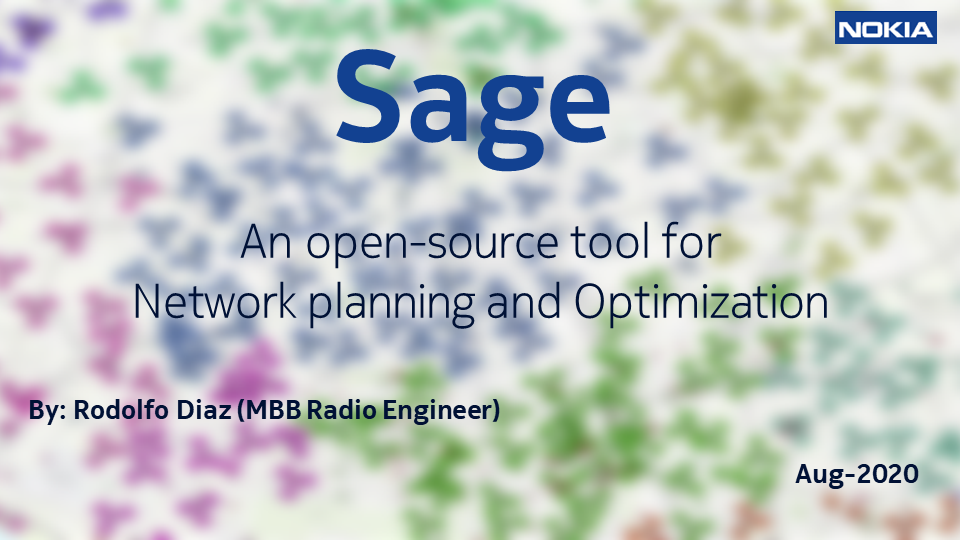 NOKIA
Sage
An open-source tool for
Network planning and Optimization
By: Rodolfo Diaz (MBB Radio Engineer)
Aug-2020